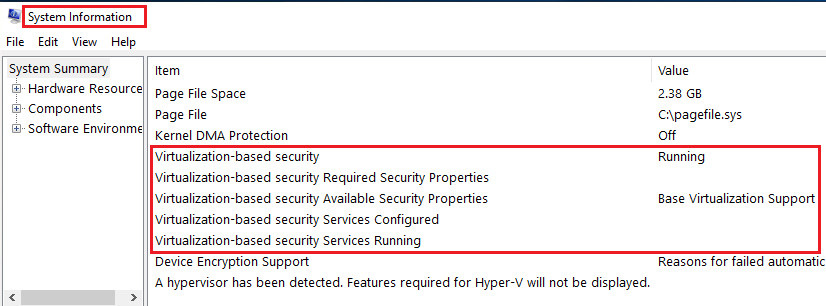 System Information
File Edit View Help
System Summary
Hardware Resource
Components
Software Environme
Item Value
Page File Space 2.38 GB
Page File C:\pagefile.sys
Kernel DMA Protection Off
Virtualization-based security Running
Virtualization-based security Required Security Properties
Virtualization-based security Available Security Properties Base Virtualization Support
Virtualization-based security Services Configured
Virtualization-based security Services Running
Device Encryption Support Reasons for failed automatic
A hypervisor has been detected. Features required for Hyper-V will not be displayed.